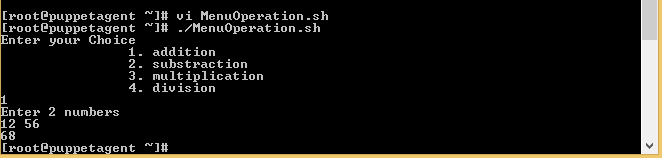 [root@puppetagent ~]# vi MenuOperation.sh
[root@puppetagent ~]# ./MenuOperation.sh
Enter your Choice
1. addition
2. substraction
3. multiplication
4. division
1
Enter 2 numbers
12 56
68
[root@puppetagent ~]#